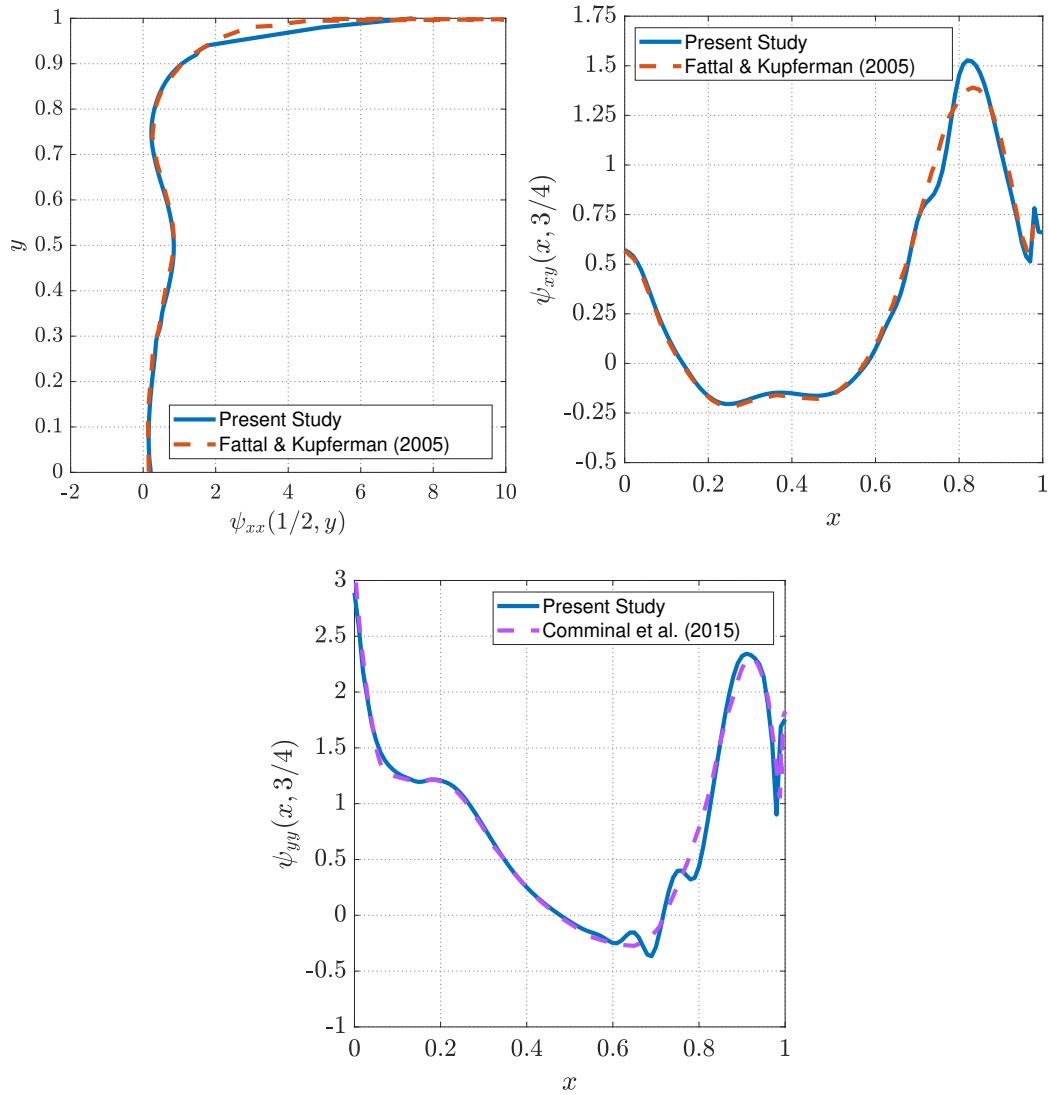 1
0.9
0.8
0.7
0.6
0.5
0.4
0.3
0.2
0.1
0
y
Present Study
Fattal & Kupferman (2005)
-2 0 2 4 6 8 10
ψxx(1/2, y)
1.75
1.5
1.25
1
0.75
0.5
0.25
0
-0.25
-0.5
ψxy(x, 3/4)
Present Study
Fattal & Kupferman (2005)
0 0.2 0.4 0.6 0.8 1
x
3
2.5
2
1.5
1
0.5
0
-0.5
-1
ψyy(x, 3/4)
Present Study
Comminal et al. (2015)
0 0.2 0.4 0.6 0.8 1
x